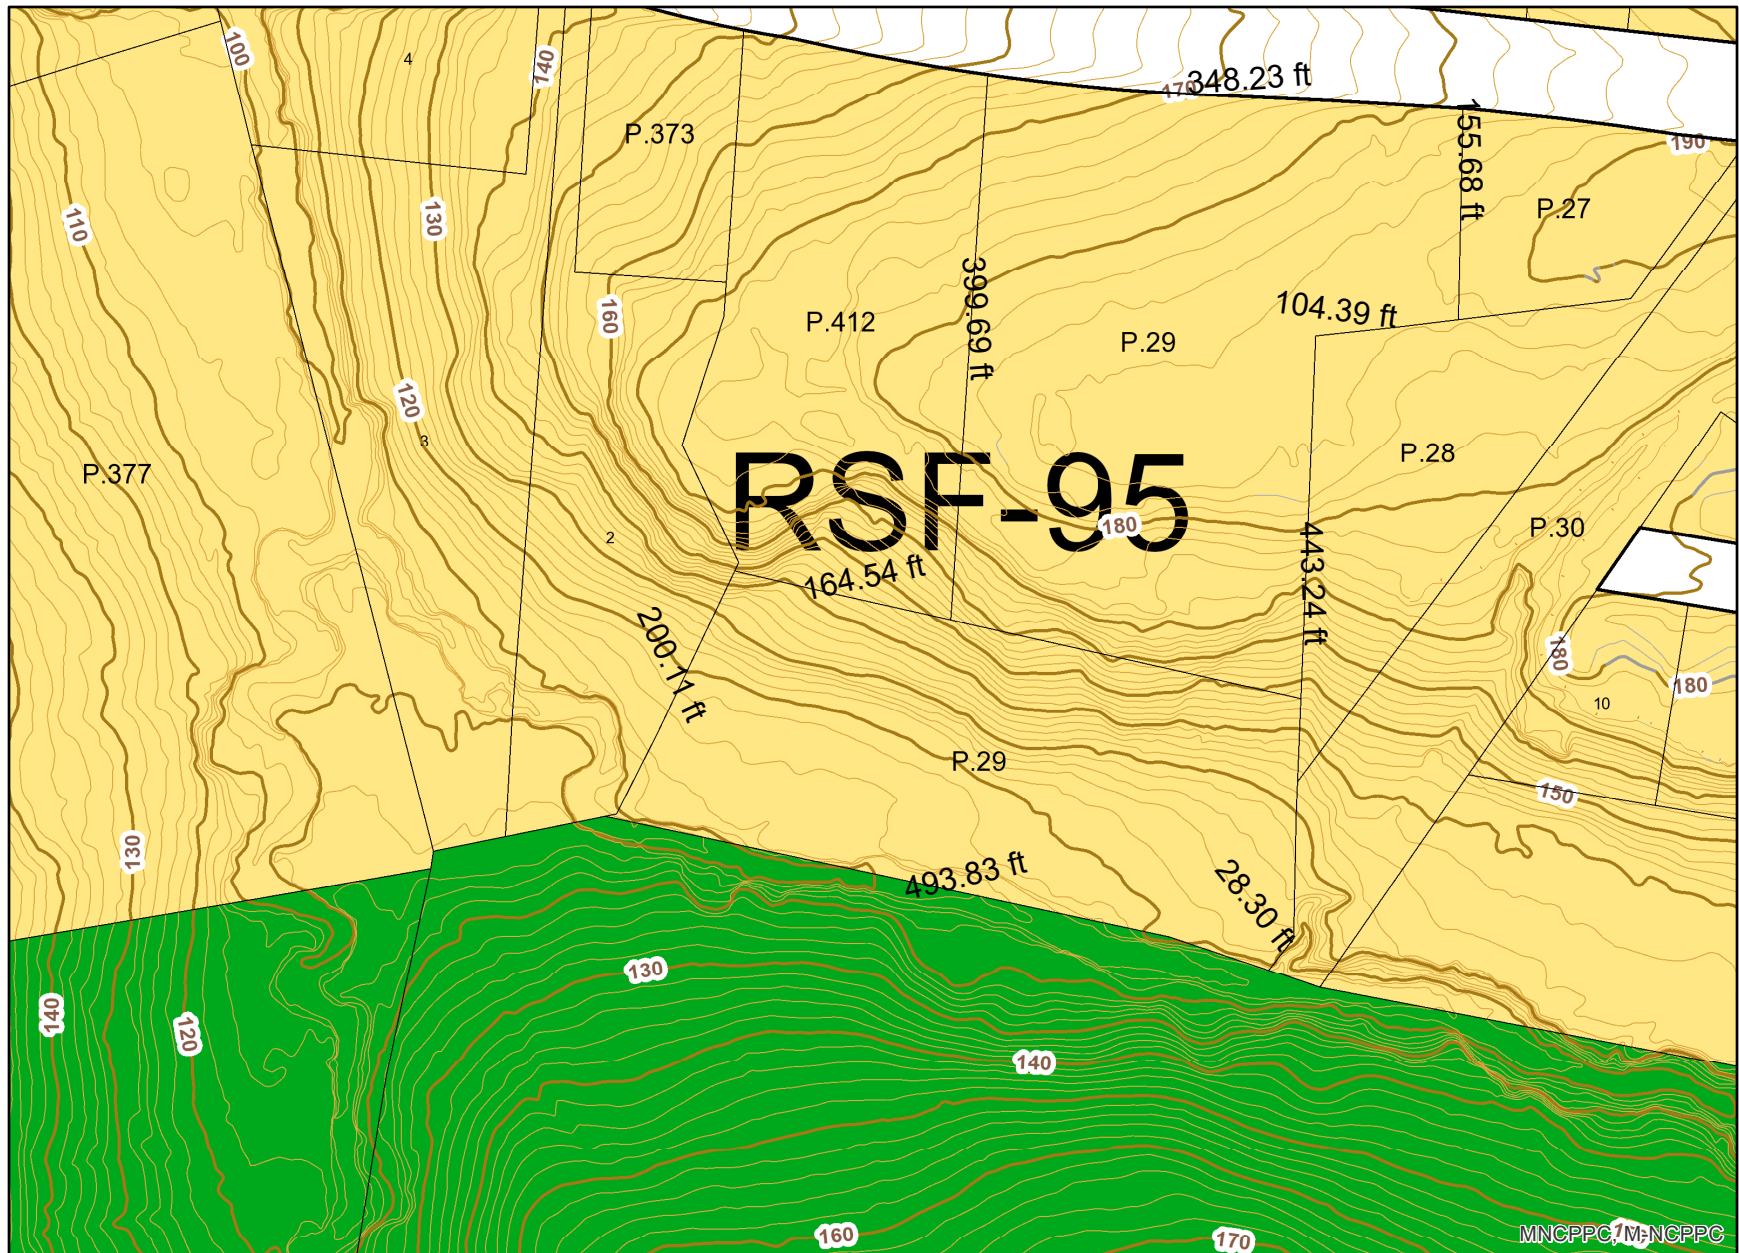 100
4
140
348.23 ft
170
P.373
155.68 ft
190
110
130
P.27
160
P.412
399.69 ft
104.39 ft
P.29
120
3
P.377
P.28
RSF-95
180
2
P.30
443.24 ft
164.54 ft
200.11 ft
180
180
10
P.29
150
130
493.83 ft
28.30 ft
130
140
120
140
160
170
MNCPPC, M-NCPPC